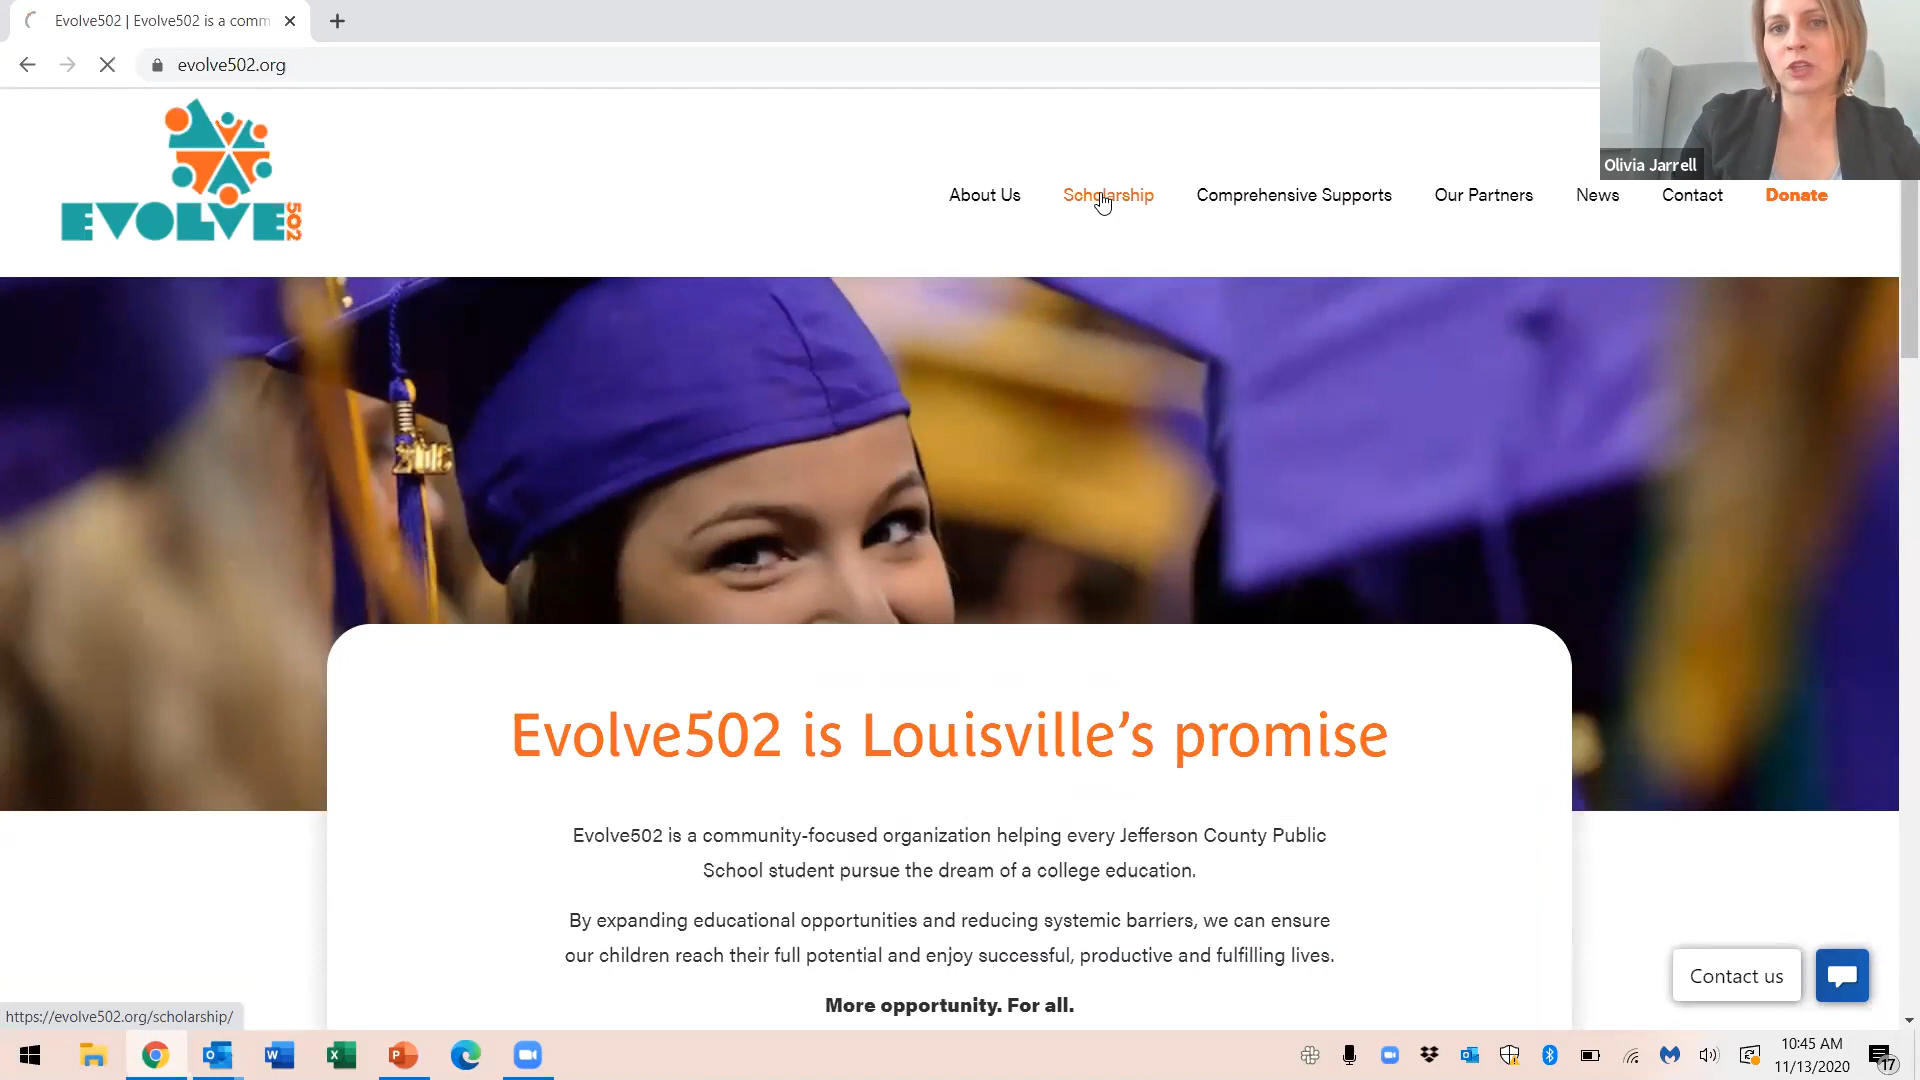 Evolve502 | Evolve502 is a comm
evolve502.org
Olivia Jarrell
EVOLVE502
About Us
Scholarship
Comprehensive Supports
Our Partners
News
Contact
Donate
2018
Evolve502 is Louisville’s promise
Evolve502 is a community-focused organization helping every Jefferson County Public
School student pursue the dream of a college education.
By expanding educational opportunities and reducing systemic barriers, we can ensure
our children reach their full potential and enjoy successful, productive and fulfilling lives.
More opportunity. For all.
Contact us
https://evolve502.org/scholarship/
10:45 AM
11/13/2020
17